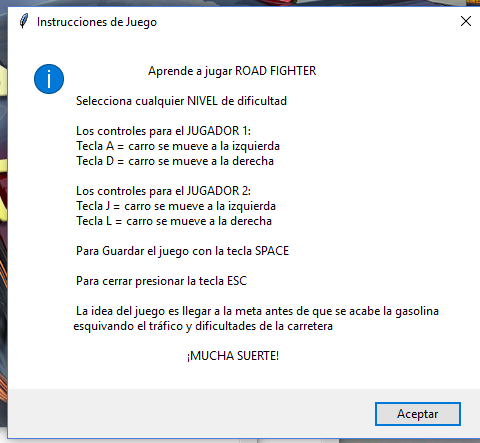 Instrucciones de Juego
Aprende a jugar ROAD FIGHTER
Selecciona cualquier NIVEL de dificultad
Los controles para el JUGADOR 1:
Tecla A = carro se mueve a la izquierda
Tecla D = carro se mueve a la derecha
Los controles para el JUGADOR 2:
Tecla J = carro se mueve a la izquierda
Tecla L = carro se mueve a la derecha
Para Guardar el juego con la tecla SPACE
Para cerrar presionar la tecla ESC
La idea del juego es llegar a la meta antes de que se acabe la gasolina
esquivando el tráfico y dificultades de la carretera
¡MUCHA SUERTE!
Aceptar